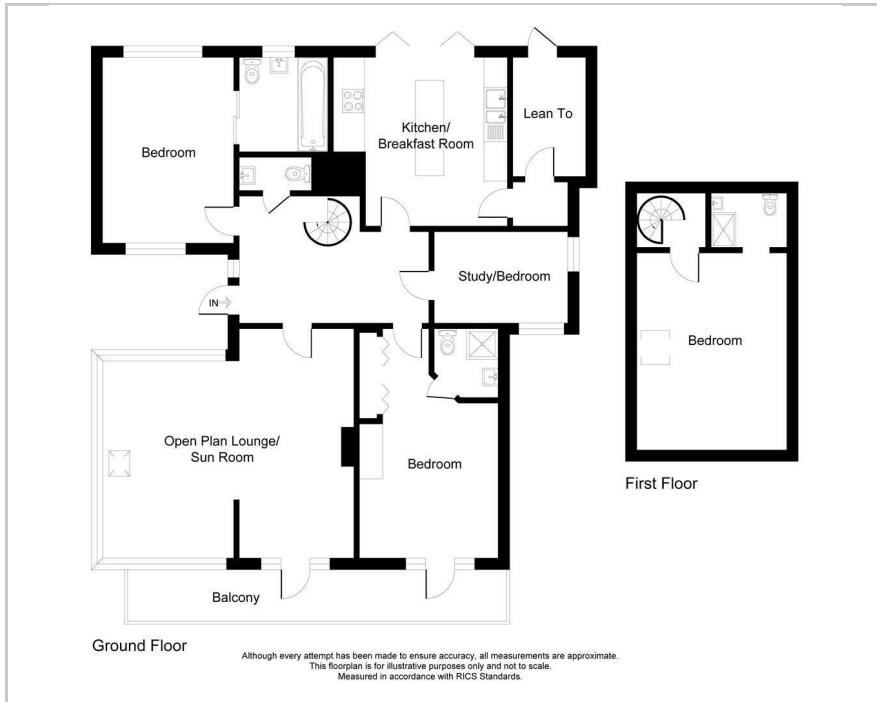 Bedroom
Kitchen/
Breakfast Room
Lean To
Study/Bedroom
IN
Open Plan Lounge/
Sun Room
Bedroom
Balcony
Ground Floor
Bedroom
First Floor
Although every attempt has been made to ensure accuracy, all measurements are approximate.
This floorplan is for illustrative purposes only and not to scale.
Measured in accordance with RICS Standards.